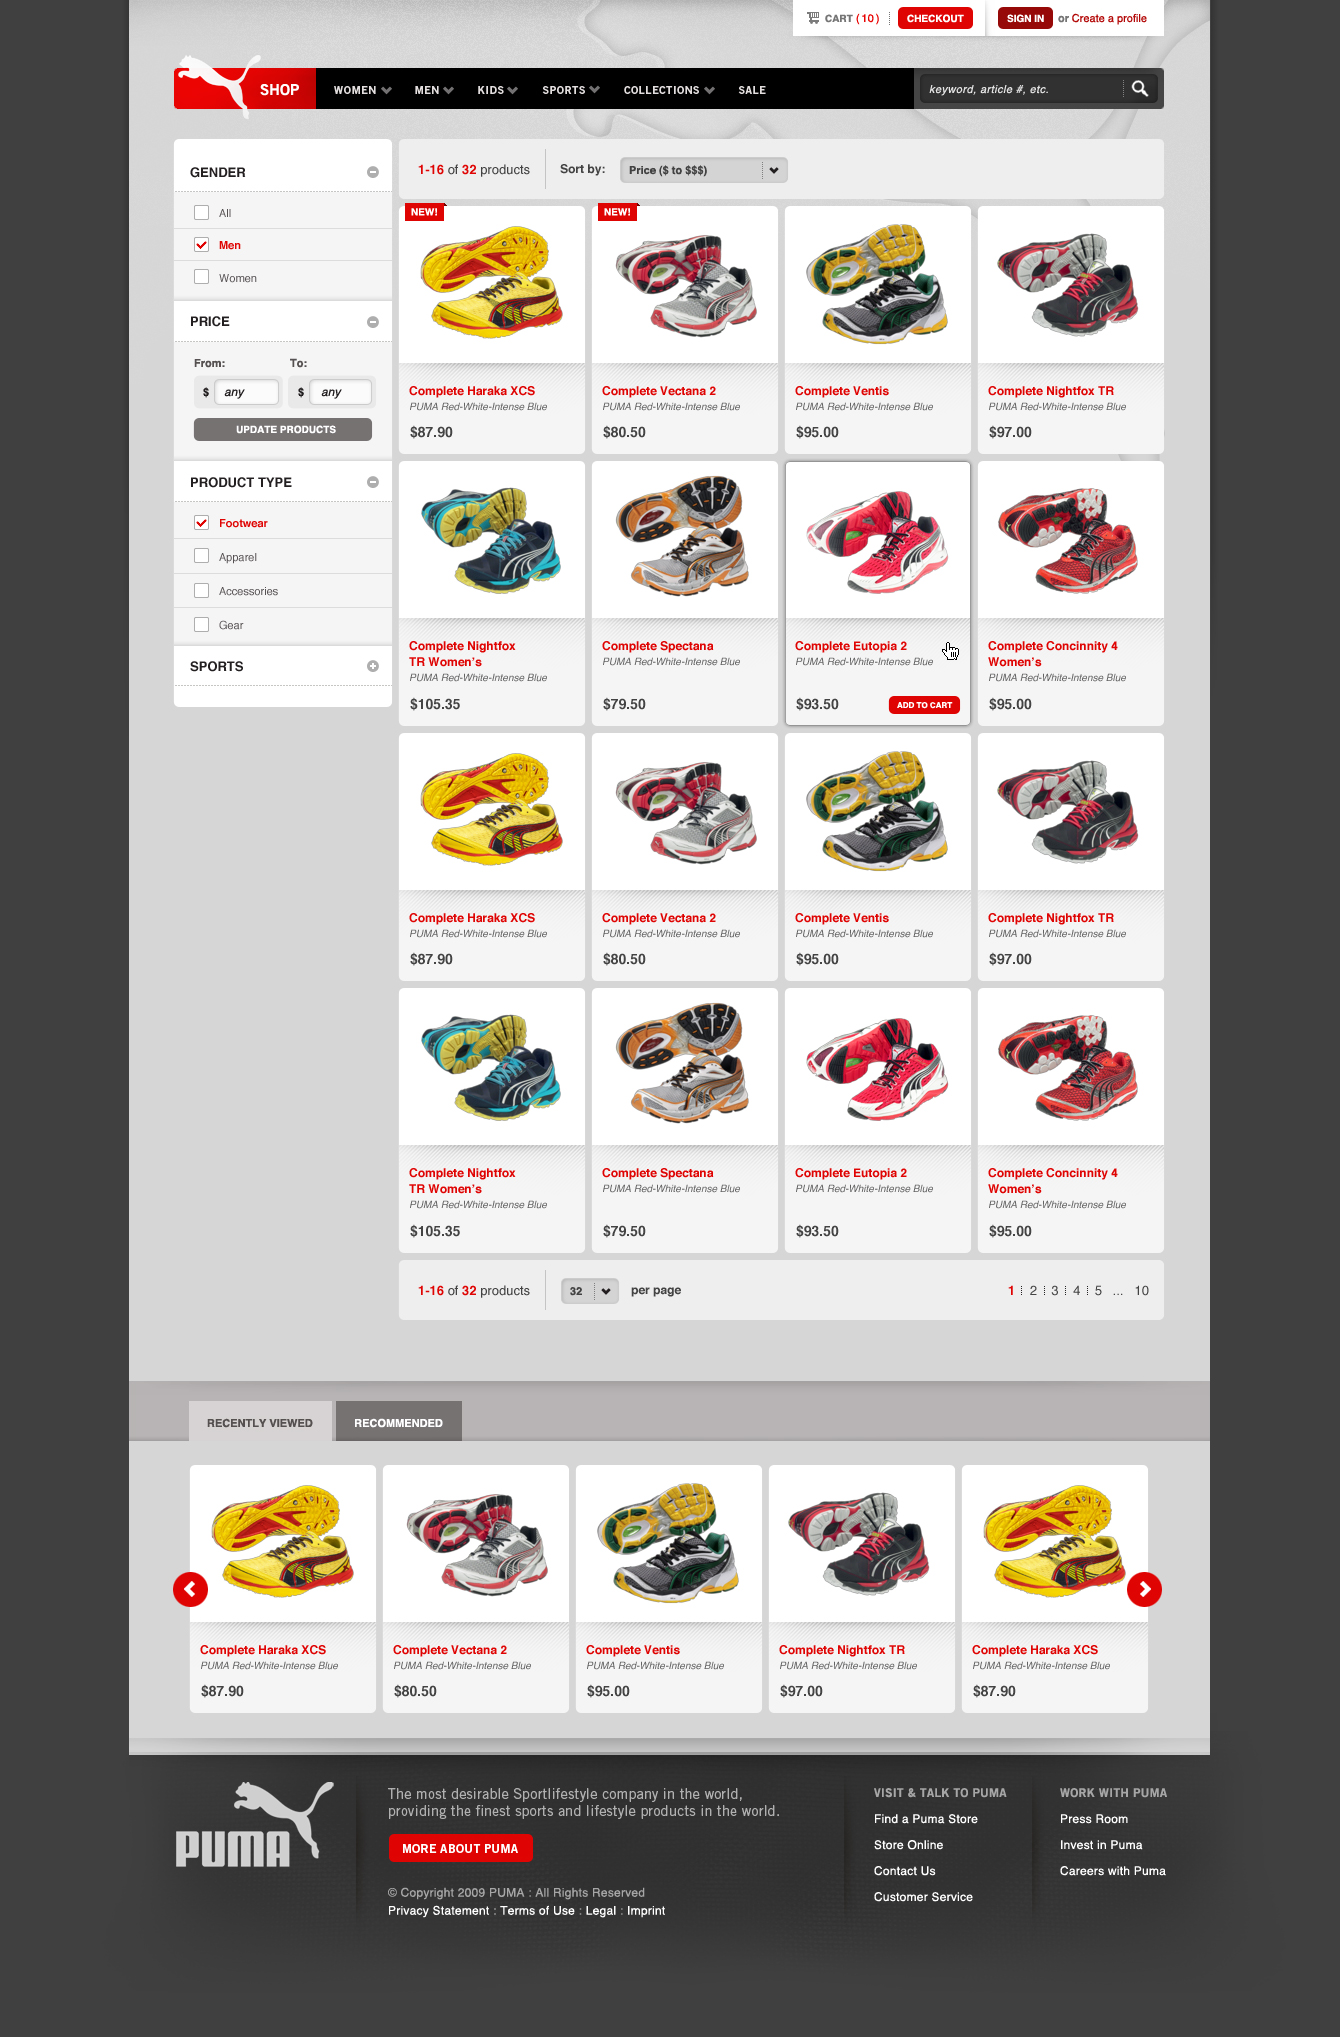 CART (10)
CHECKOUT
SIGN IN or Create a profile
SHOP
WOMEN
MEN
KIDS
SPORTS
COLLECTIONS
SALE
keyword, article #, etc.
GENDER
All
Men
Women
PRICE
From: To:
$ any $ any
UPDATE PRODUCTS
PRODUCT TYPE
Footwear
Apparel
Accessories
Gear
SPORTS
1-16 of 32 products
Sort by: Price ($ to $$$)
NEW!
Complete Haraka XCS
PUMA Red-White-Intense Blue
$87.90
NEW!
Complete Vectana 2
PUMA Red-White-Intense Blue
$80.50
Complete Ventis
PUMA Red-White-Intense Blue
$95.00
Complete Nightfox TR
PUMA Red-White-Intense Blue
$97.00
Complete Nightfox
TR Women's
PUMA Red-White-Intense Blue
$105.35
Complete Spectana
PUMA Red-White-Intense Blue
$79.50
Complete Eutopia 2
PUMA Red-White-Intense Blue
$93.50
ADD TO CART
Complete Concinnity 4
Women's
PUMA Red-White-Intense Blue
$95.00
Complete Haraka XCS
PUMA Red-White-Intense Blue
$87.90
Complete Vectana 2
PUMA Red-White-Intense Blue
$80.50
Complete Ventis
PUMA Red-White-Intense Blue
$95.00
Complete Nightfox TR
PUMA Red-White-Intense Blue
$97.00
Complete Nightfox
TR Women's
PUMA Red-White-Intense Blue
$105.35
Complete Spectana
PUMA Red-White-Intense Blue
$79.50
Complete Eutopia 2
PUMA Red-White-Intense Blue
$93.50
Complete Concinnity 4
Women's
PUMA Red-White-Intense Blue
$95.00
1-16 of 32 products
32 per page
1 2 3 4 5 ... 10
RECENTLY VIEWED
RECOMMENDED
Complete Haraka XCS
PUMA Red-White-Intense Blue
$87.90
Complete Vectana 2
PUMA Red-White-Intense Blue
$80.50
Complete Ventis
PUMA Red-White-Intense Blue
$95.00
Complete Nightfox TR
PUMA Red-White-Intense Blue
$97.00
Complete Haraka XCS
PUMA Red-White-Intense Blue
$87.90
PUMA
The most desirable Sportlifestyle company in the world,
providing the finest sports and lifestyle products in the world.
MORE ABOUT PUMA
© Copyright 2009 PUMA : All Rights Reserved
Privacy Statement : Terms of Use : Legal : Imprint
VISIT & TALK TO PUMA
Find a Puma Store
Store Online
Contact Us
Customer Service
WORK WITH PUMA
Press Room
Invest in Puma
Careers with Puma